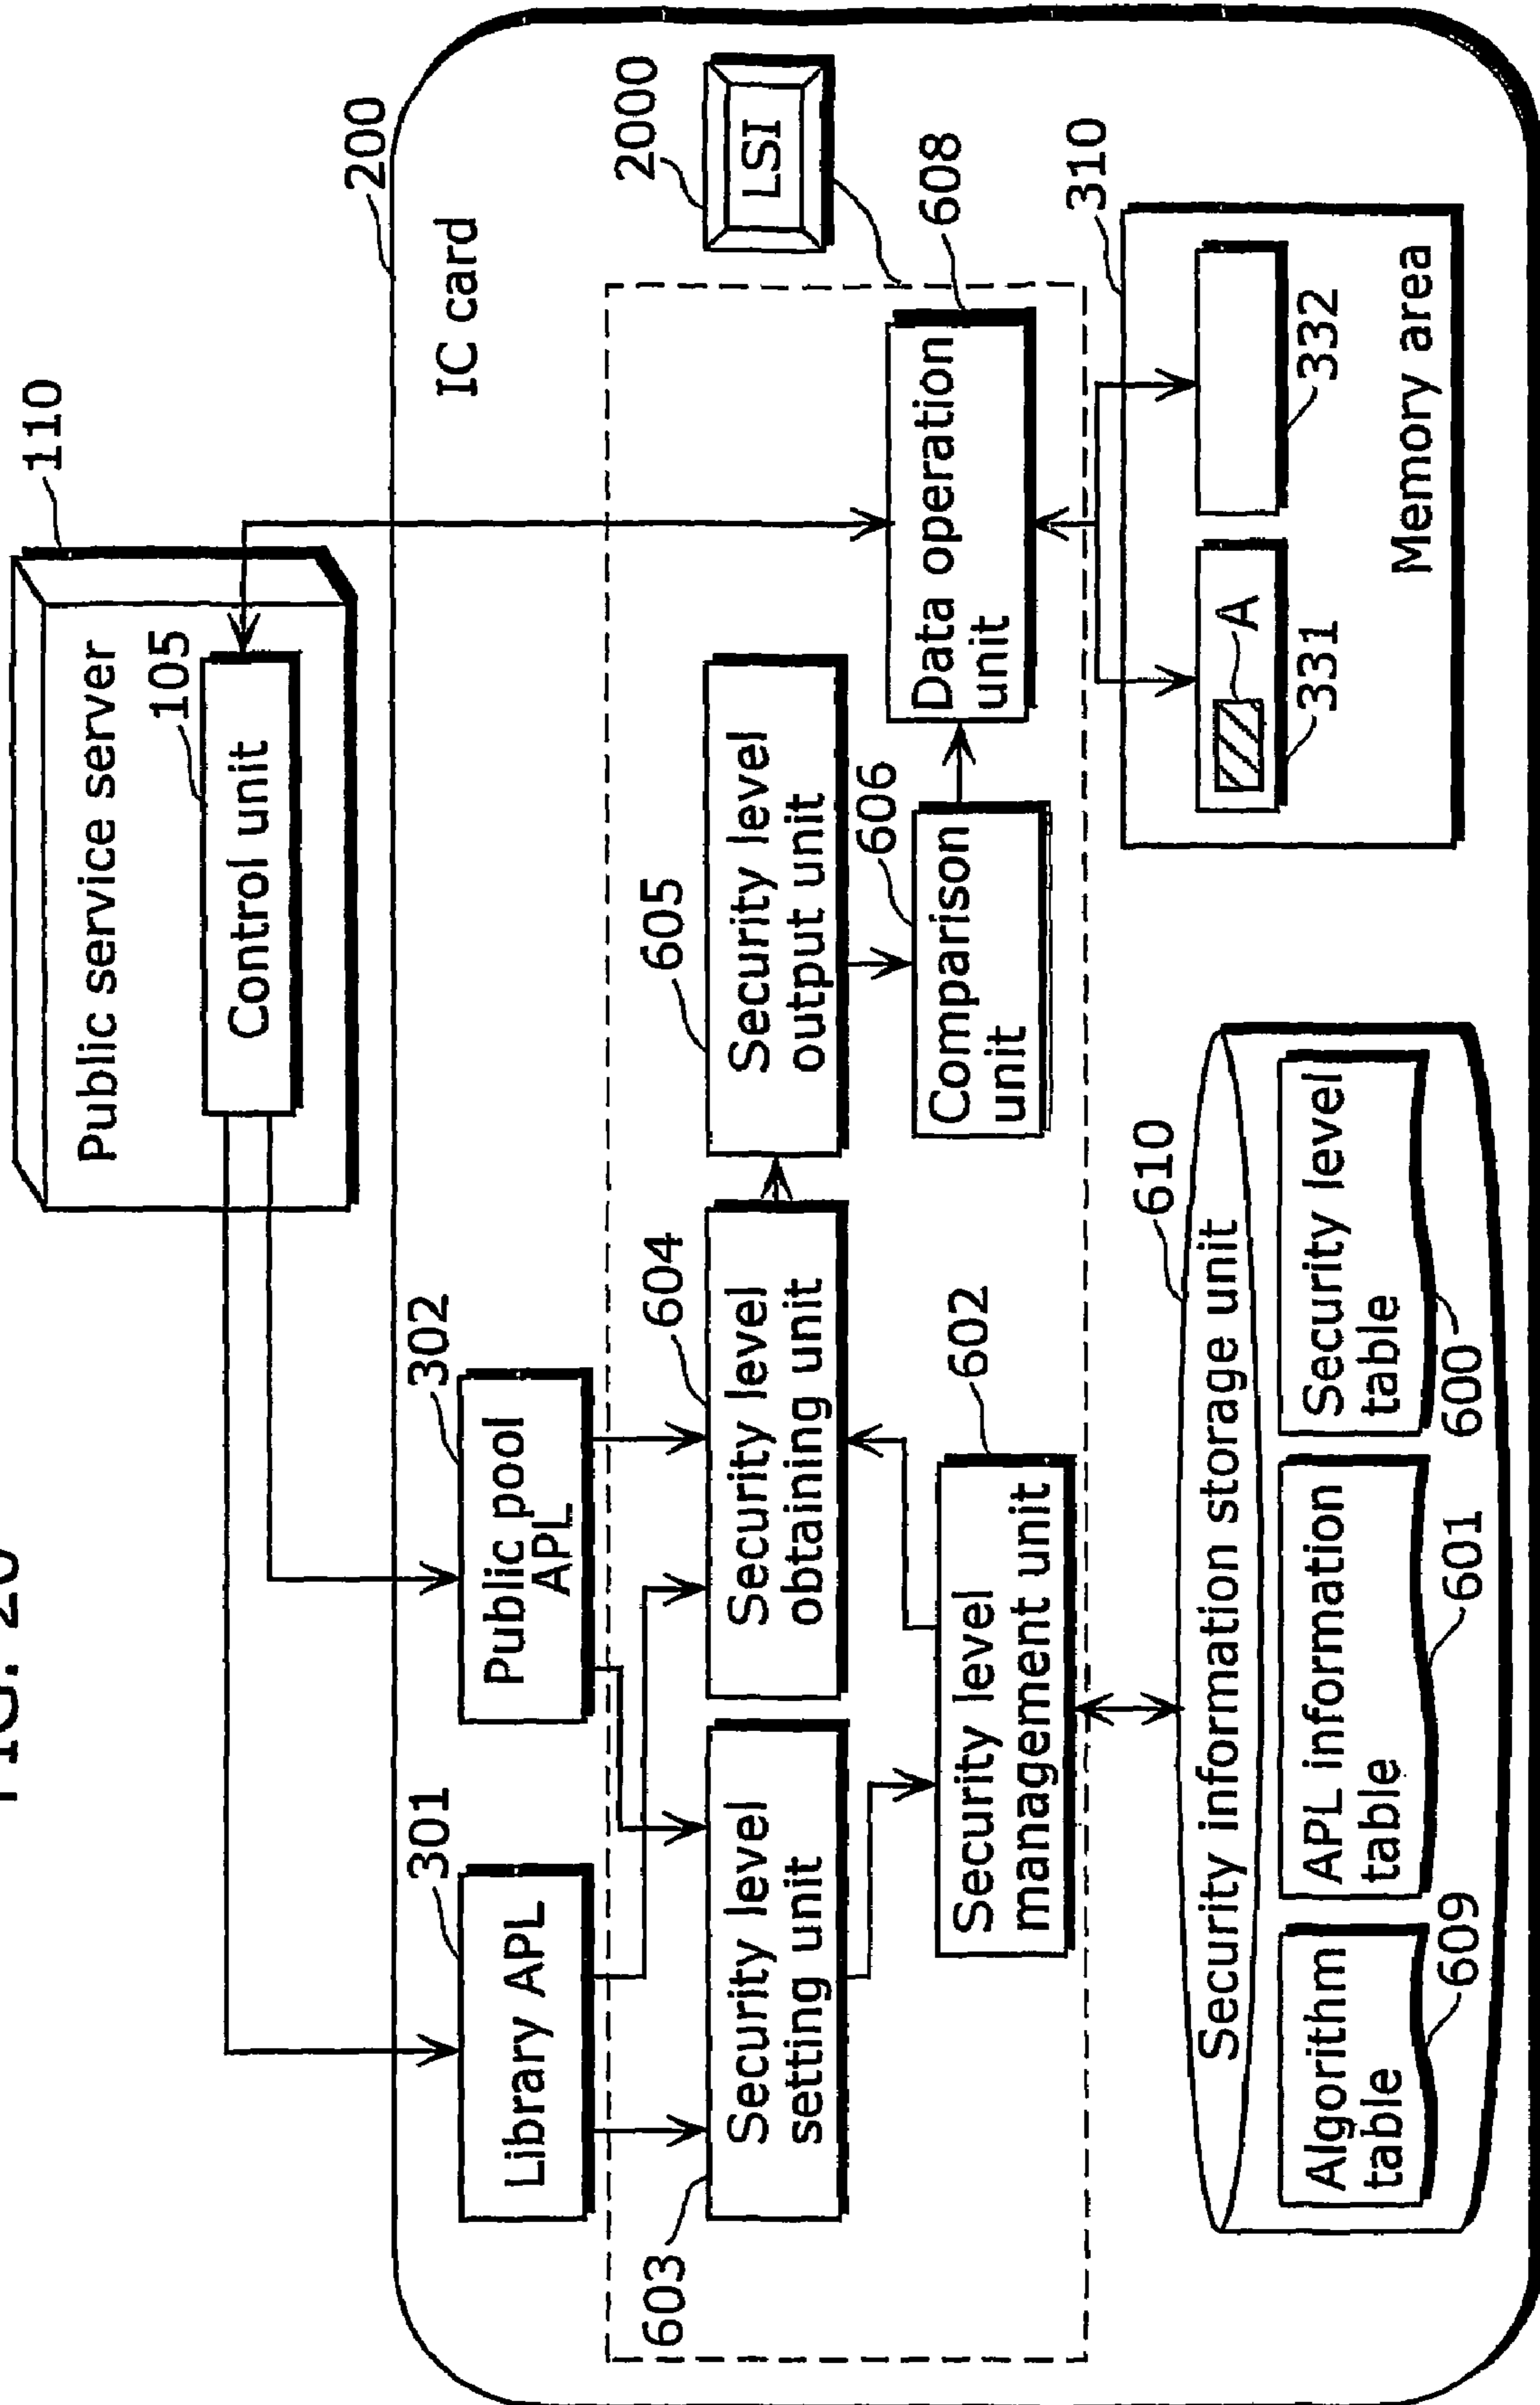 FIG. 20
110
Public service server
105
Control unit
200
IC card
2000
LSI
301
Library APL
302
Public pool
APL
603
Security level
setting unit
604
Security level
obtaining unit
605
Security level
output unit
606
Comparison
unit
608
Data operation
unit
602
Security level
management unit
610
Security information storage unit
Algorithm
table
609
APL information
table
601
Security level
table
600
310
A
331
332
Memory area